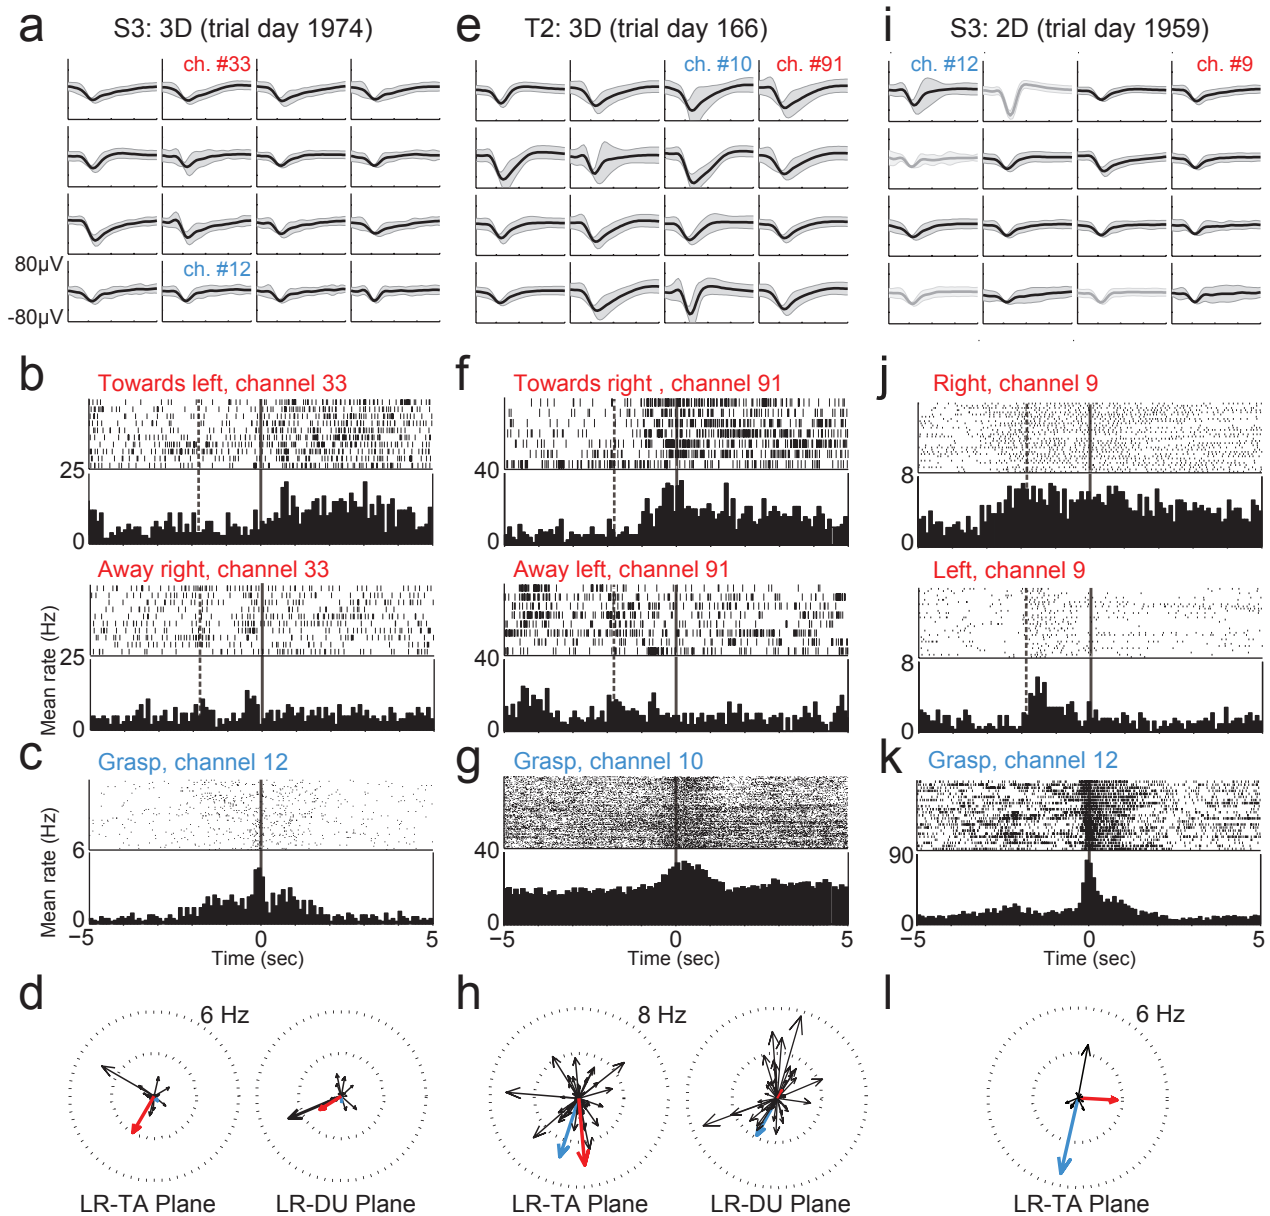 a S3: 3D (trial day 1974)
ch. #33
80µV
-80µV
ch. #12
e T2: 3D (trial day 166)
ch. #10 ch. #91
i S3: 2D (trial day 1959)
ch. #12 ch. #9
b Towards left, channel 33
25
0
Away right, channel 33
25
0
Mean rate (Hz)
c Grasp, channel 12
6
0
Mean rate (Hz)
−5 0 5
Time (sec)
f Towards right , channel 91
40
0
Away left, channel 91
40
0
g Grasp, channel 10
40
0
−5 0 5
Time (sec)
j Right, channel 9
8
0
Left, channel 9
8
0
k Grasp, channel 12
90
0
−5 0 5
Time (sec)
d 6 Hz
LR-TA Plane LR-DU Plane
h 8 Hz
LR-TA Plane LR-DU Plane
l 6 Hz
LR-TA Plane